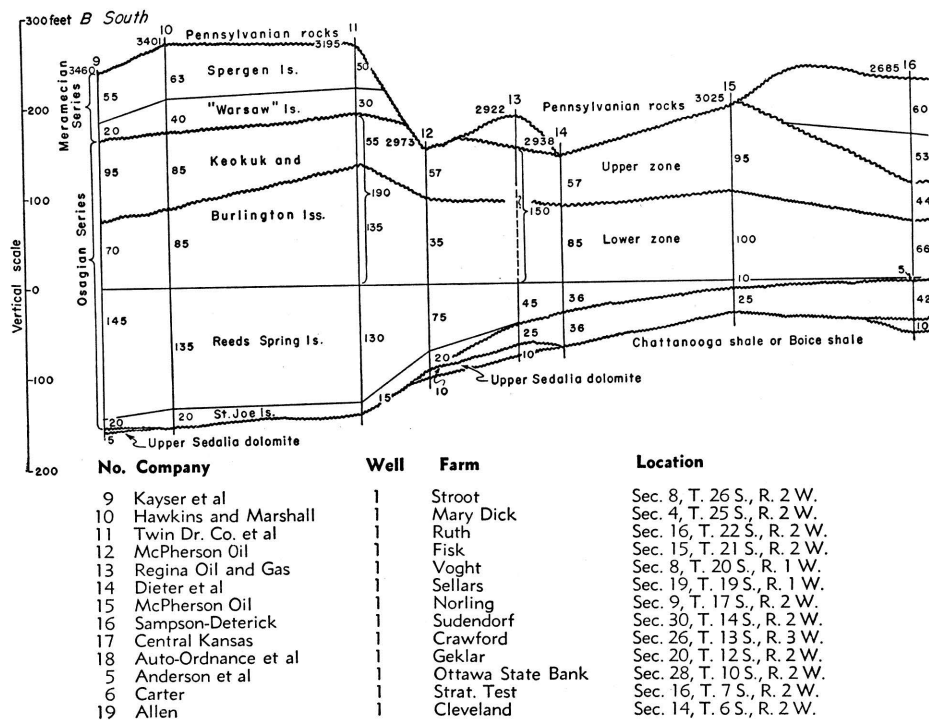 300 feet B South
9
10
11
12
13
14
15
16
3460
3401
3195
2973
2922
2938
3025
2685
Pennsylvanian rocks
Pennsylvanian rocks
Meramecian Series
Osagian Series
Vertical scale
200
100
0
100
200
55
63
50
60
Spergen ls.
20
40
30
"Warsaw" ls.
53
95
85
55
57
57
95
44
Keokuk and
Upper zone
190
150
70
85
135
35
85
100
66
Burlington lss.
Lower zone
10
5
145
135
130
75
45
36
25
42
Reeds Spring ls.
20
25
36
10
15
10
10
Chattanooga shale or Boice shale
Upper Sedalia dolomite
20
20
St. Joe ls.
5
Upper Sedalia dolomite
No. Company Well Farm Location
9 Kayser et al 1 Stroot Sec. 8, T. 26 S., R. 2 W.
10 Hawkins and Marshall 1 Mary Dick Sec. 4, T. 25 S., R. 2 W.
11 Twin Dr. Co. et al 1 Ruth Sec. 16, T. 22 S., R. 2 W.
12 McPherson Oil 1 Fisk Sec. 15, T. 21 S., R. 2 W.
13 Regina Oil and Gas 1 Voght Sec. 8, T. 20 S., R. 1 W.
14 Dieter et al 1 Sellars Sec. 19, T. 19 S., R. 1 W.
15 McPherson Oil 1 Norling Sec. 9, T. 17 S., R. 2 W.
16 Sampson-Deterick 1 Sudendorf Sec. 30, T. 14 S., R. 2 W.
17 Central Kansas 1 Crawford Sec. 26, T. 13 S., R. 3 W.
18 Auto-Ordnance et al 1 Geklar Sec. 20, T. 12 S., R. 2 W.
5 Anderson et al 1 Ottawa State Bank Sec. 28, T. 10 S., R. 2 W.
6 Carter 1 Strat. Test Sec. 16, T. 7 S., R. 2 W.
19 Allen 1 Cleveland Sec. 14, T. 6 S., R. 2 W.